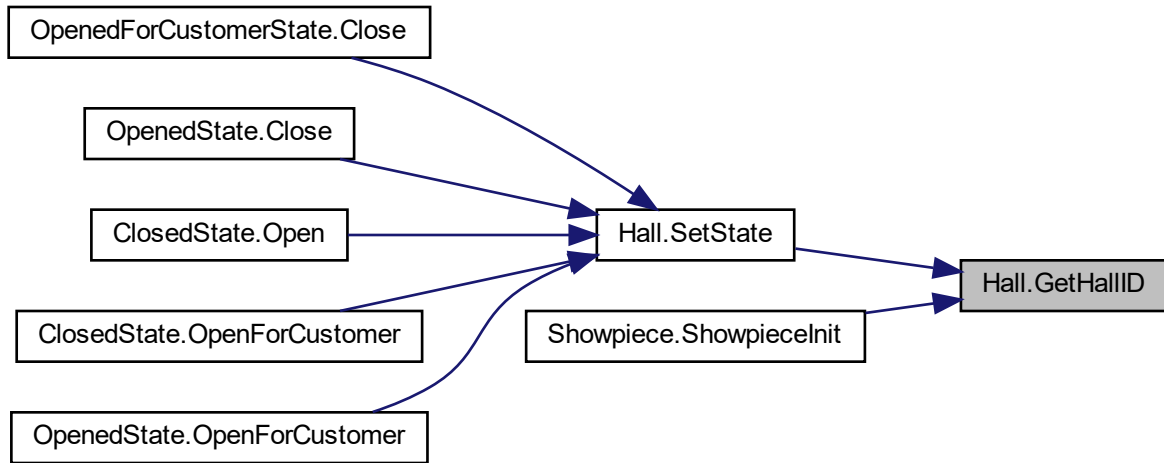 OpenedForCustomerState.Close
OpenedState.Close
ClosedState.Open
Hall.SetState
Hall.GetHallID
ClosedState.OpenForCustomer
Showpiece.ShowpieceInit
OpenedState.OpenForCustomer